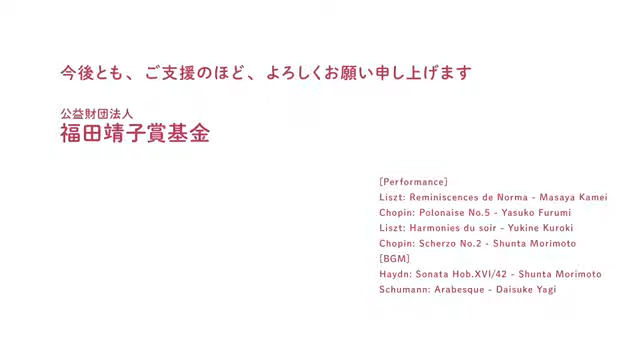 今後とも、ご支援のほど、よろしくお願い申し上げます
公益財団法人
福田靖子賞基金
[Performance]
Liszt: Reminiscences de Norma - Masaya Kamei
Chopin: Polonaise No.5 - Yasuko Furumi
Liszt: Harmonies du soir - Yukine Kuroki
Chopin: Scherzo No.2 - Shunta Morimoto
[BGM]
Haydn: Sonata Hob.XVI/42 - Shunta Morimoto
Schumann: Arabesque - Daisuke Yagi